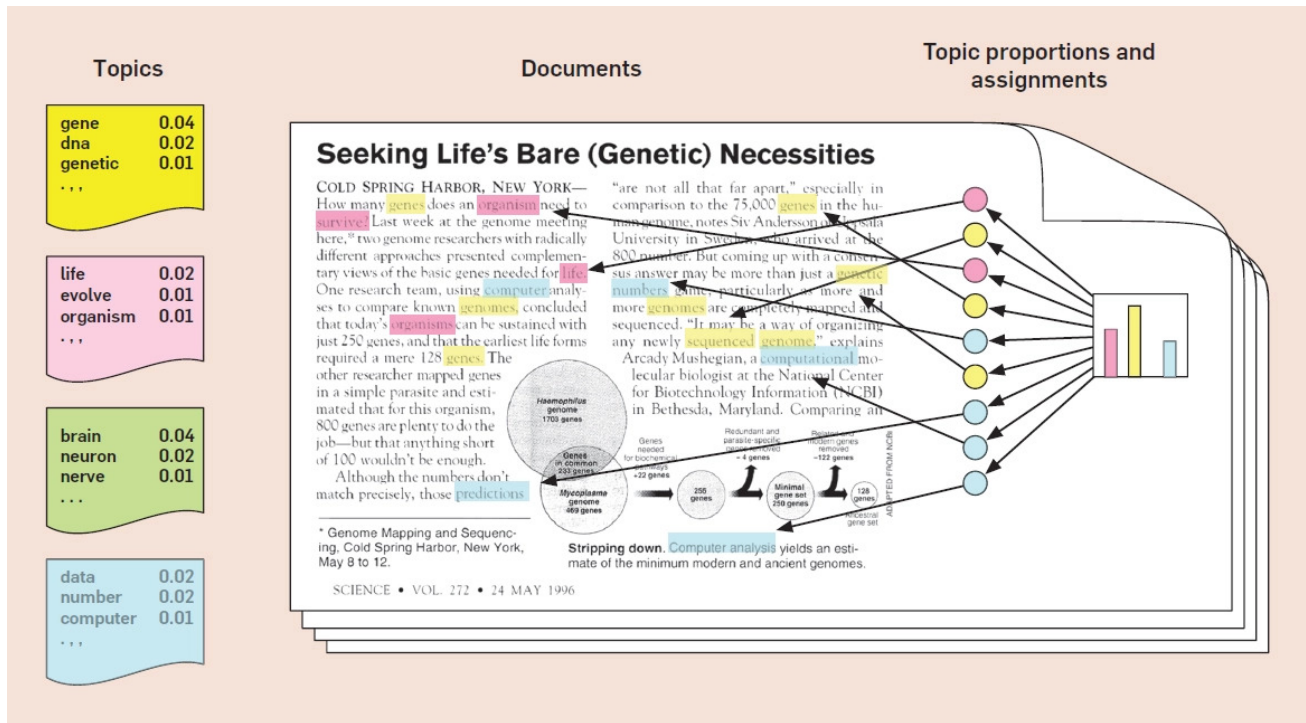 Topics
Documents
Topic proportions and
assignments
gene 0.04
dna 0.02
genetic 0.01
. , ,
life 0.02
evolve 0.01
organism 0.01
. , ,
brain 0.04
neuron 0.02
nerve 0.01
. . .
data 0.02
number 0.02
computer 0.01
. , ,
Seeking Life's Bare (Genetic) Necessities
COLD SPRING HARBOR, NEW YORK—
How many genes does an organism need to
survive? Last week at the genome meeting
here,* two genome researchers with radically
different approaches presented complemen-
tary views of the basic genes needed for life.
One research team, using computer analy-
ses to compare known genomes, concluded
that today's organisms can be sustained with
just 250 genes, and that the earliest life forms
required a mere 128 genes. The
other researcher mapped genes
in a simple parasite and esti-
mated that for this organism,
800 genes are plenty to do the
job—but that anything short
of 100 wouldn't be enough.
Although the numbers don't
match precisely, those predictions
* Genome Mapping and Sequenc-
ing, Cold Spring Harbor, New York,
May 8 to 12.
"are not all that far apart," especially in
comparison to the 75,000 genes in the hu-
man genome, notes Siv Andersson of Uppsala
University in Sweden, who arrived at the
800 number. But coming up with a consen-
sus answer may be more than just a genetic
numbers game, particularly as more and
more genomes are completely mapped and
sequenced. "It may be a way of organizing
any newly sequenced genome," explains
Arcady Mushegian, a computational mo-
lecular biologist at the National Center
for Biotechnology Information (NCBI)
in Bethesda, Maryland. Comparing an
Haemophilus
genome
1703 genes
Genes
in common
233 genes
Mycoplasma
genome
469 genes
Genes
needed
for biochemical
pathways
+22 genes
255
genes
Redundant and
parasite-specific
genes removed
– 4 genes
Minimal
gene set
250 genes
Related and
modern genes
removed
–122 genes
128
genes
Ancestral
gene set
ADAPTED FROM NCBI
Stripping down. Computer analysis yields an esti-
mate of the minimum modern and ancient genomes.
SCIENCE • VOL. 272 • 24 MAY 1996